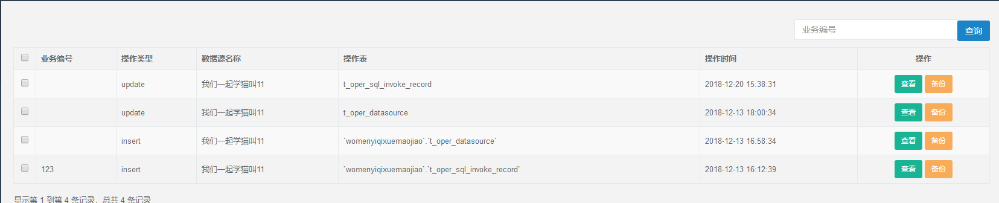 业务编号 查询
业务编号 操作类型 数据源名称 操作表 操作时间 操作
update 我们一起学猫叫11 t_oper_sql_invoke_record 2018-12-20 15:38:31 查看 备份
update 我们一起学猫叫11 t_oper_datasource 2018-12-13 18:00:34 查看 备份
insert 我们一起学猫叫11 `womenyiqixuemaojiao`.`t_oper_datasource` 2018-12-13 16:58:34 查看 备份
123 insert 我们一起学猫叫11 `womenyiqixuemaojiao`.`t_oper_sql_invoke_record` 2018-12-13 16:12:39 查看 备份
显示第 1 到第 4 条记录，总共 4 条记录